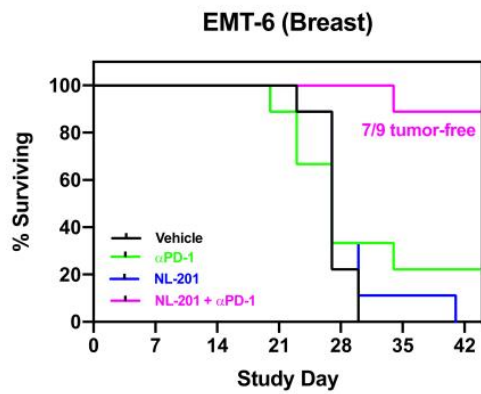 EMT-6 (Breast)
% Surviving
100
80
60
40
20
0
7/9 tumor-free
Vehicle
αPD-1
NL-201
NL-201 + αPD-1
0 7 14 21 28 35 42
Study Day